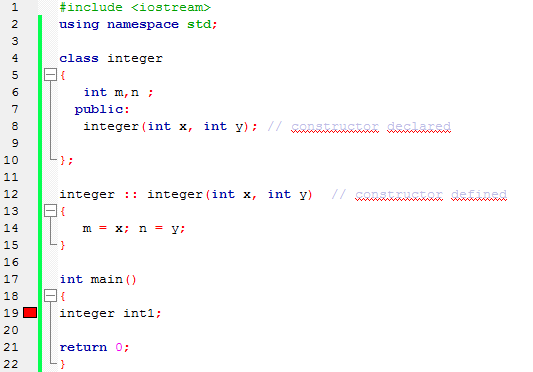 1 #include <iostream>
2 using namespace std;
3
4 class integer
5 {
6 int m,n ;
7 public:
8 integer(int x, int y); // constructor declared
9
10 };
11
12 integer :: integer(int x, int y) // constructor defined
13 {
14 m = x; n = y;
15 }
16
17 int main()
18 {
19 integer int1;
20
21 return 0;
22 }